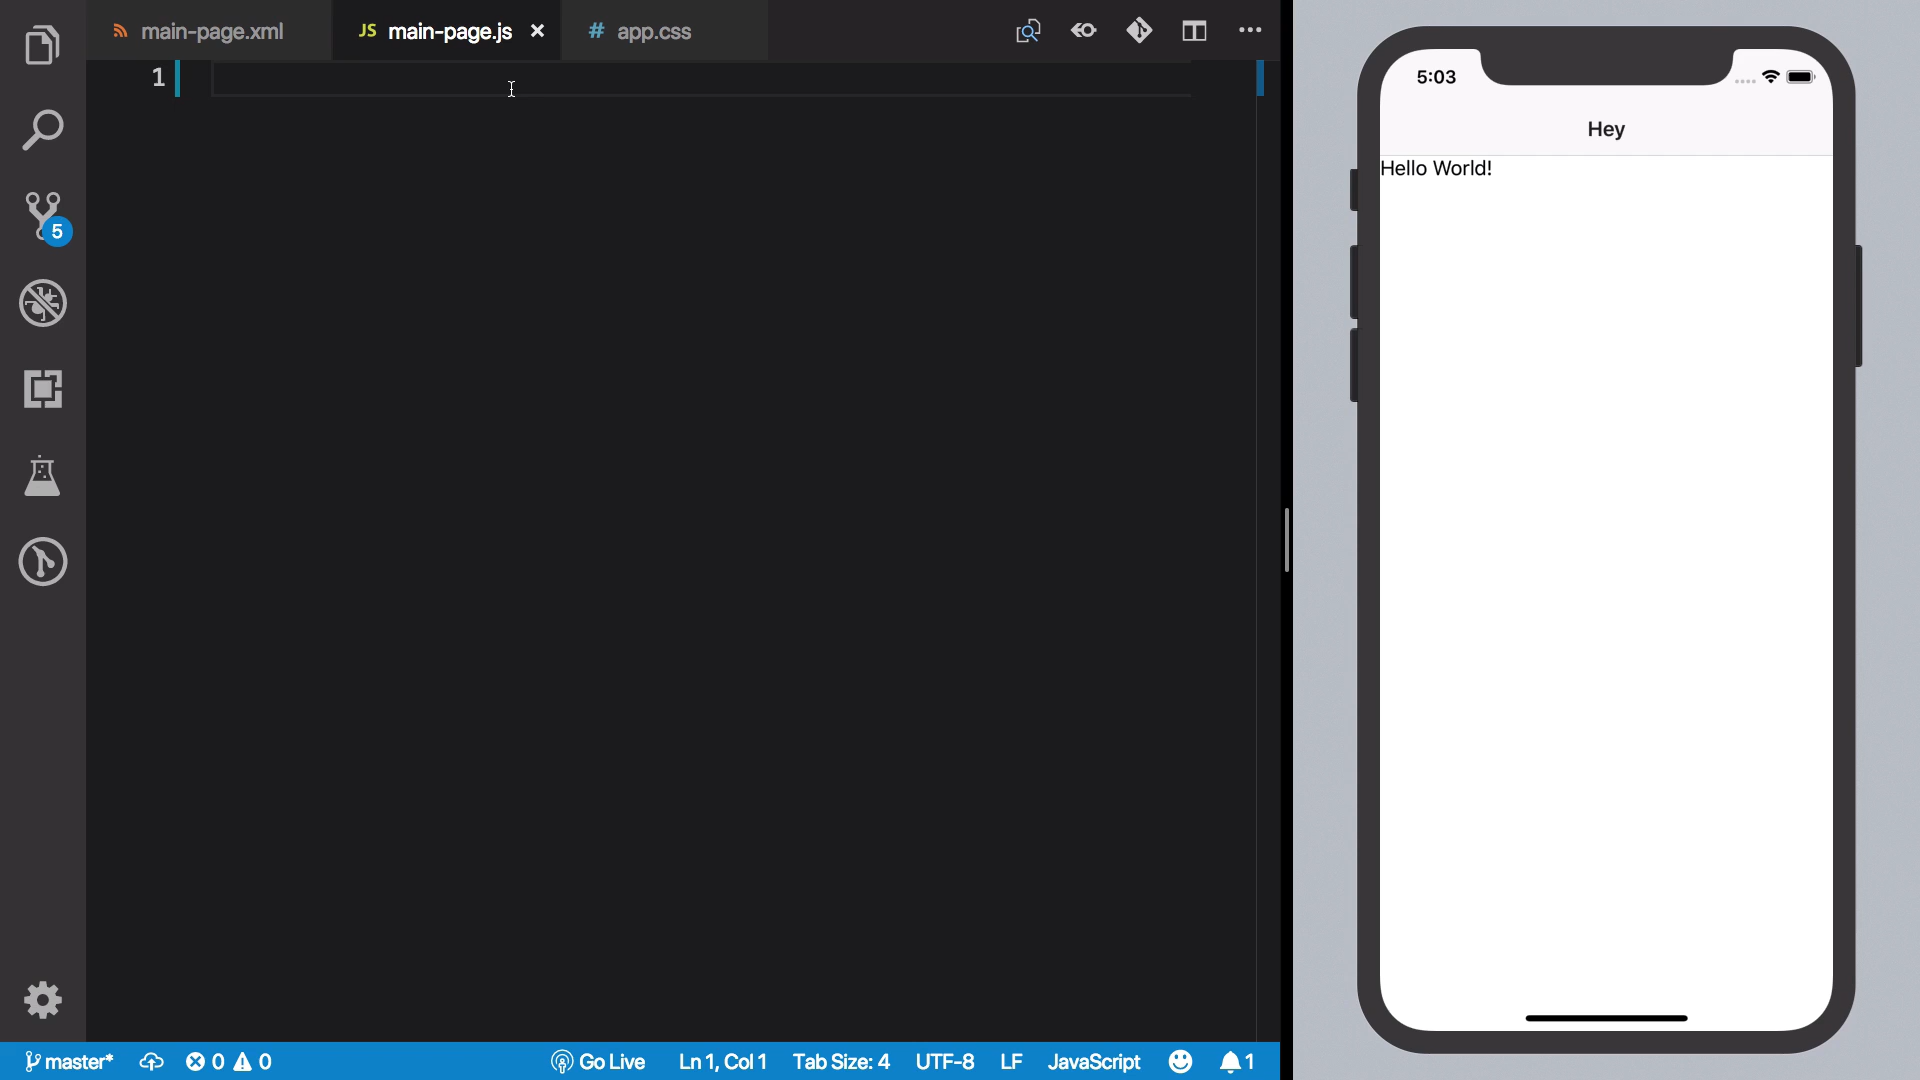 main-page.xml
JS main-page.js
# app.css
1
5
master*
0 0
Go Live
Ln 1, Col 1
Tab Size: 4
UTF-8
LF
JavaScript
1
5:03
Hey
Hello World!